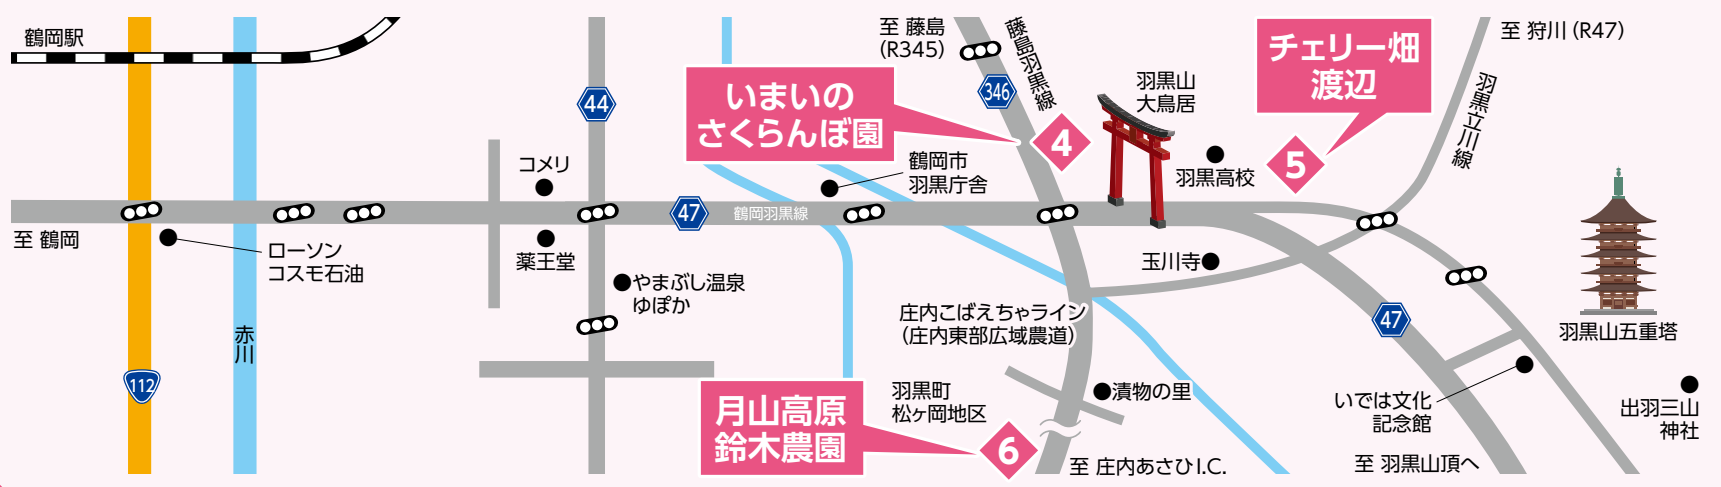 鶴岡駅
至 鶴岡
112
赤川
ローソン
コスモ石油
コメリ
薬王堂
44
やまぶし温泉
ゆぽか
47
鶴岡羽黒線
いまいの
さくらんぼ園
鶴岡市
羽黒庁舎
至 藤島
(R345)
藤島羽黒線
346
4
羽黒山
大鳥居
羽黒高校
チェリー畑
渡辺
5
至 狩川(R47)
羽黒立川線
玉川寺
庄内こばえちゃライン
(庄内東部広域農道)
月山高原
鈴木農園
羽黒町
松ヶ岡地区
6
漬物の里
至 庄内あさひI.C.
47
いでは文化
記念館
至 羽黒山頂へ
羽黒山五重塔
出羽三山
神社